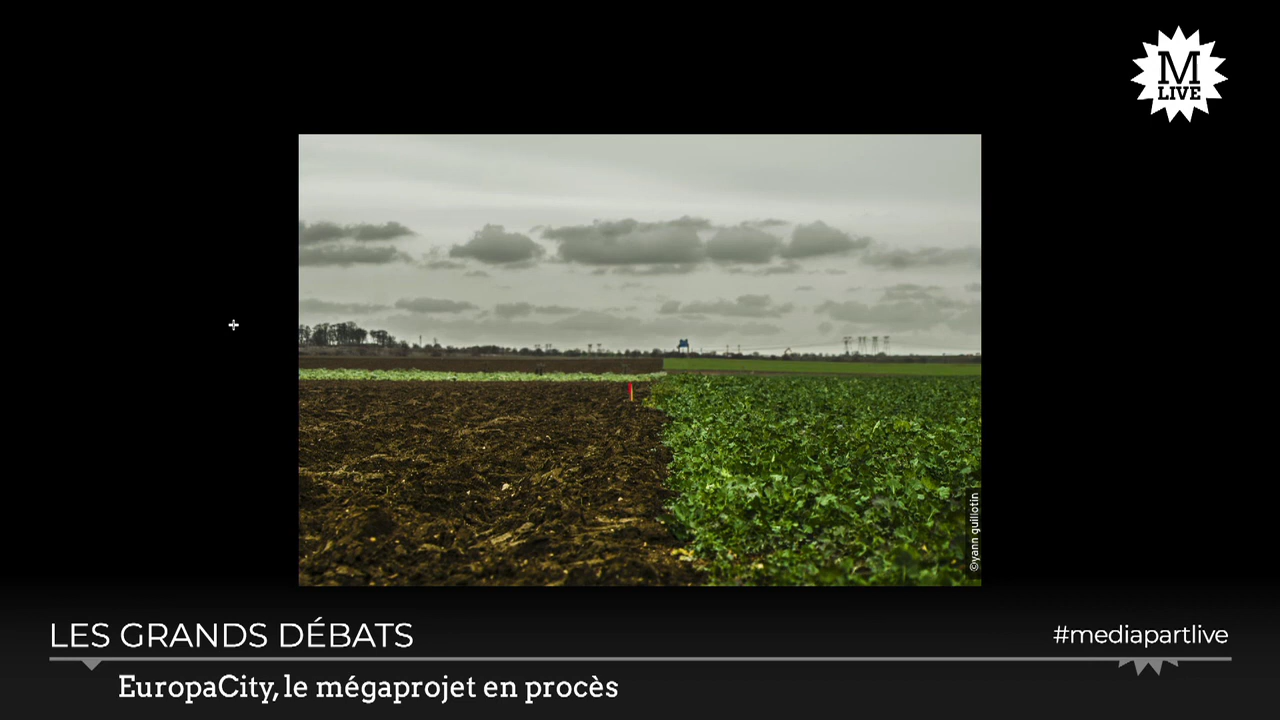 M
LIVE
©yann guillotin
LES GRANDS DÉBATS
#mediapartlive
EuropaCity, le mégaprojet en procès